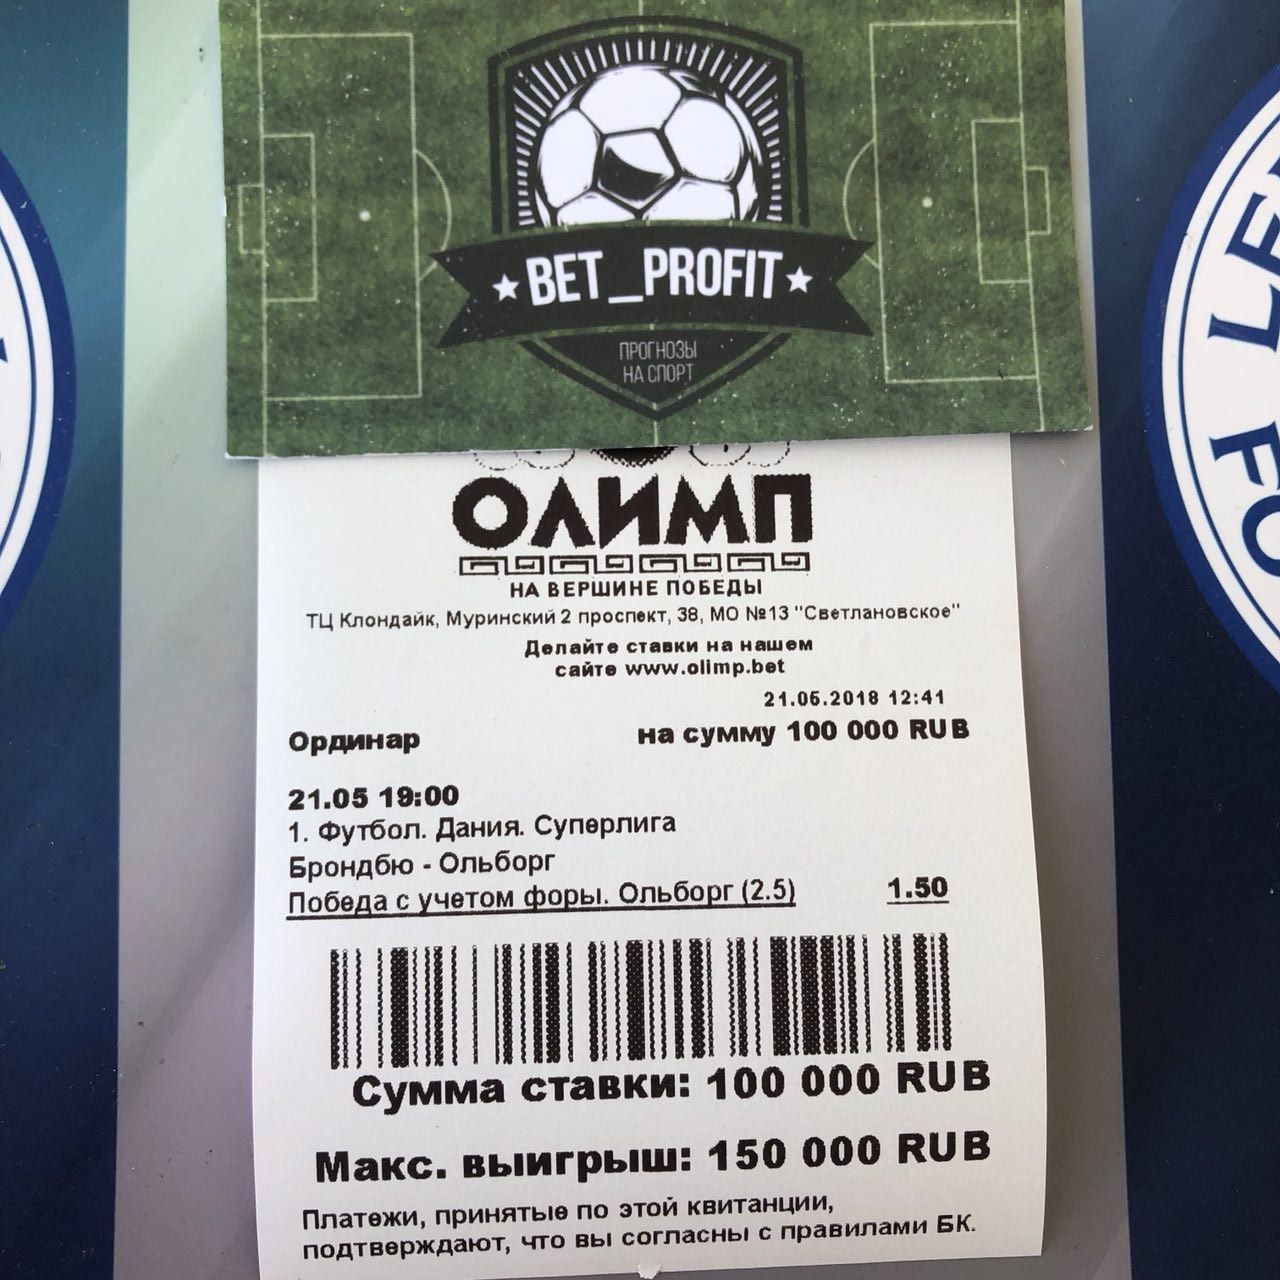 BET_PROFIT
ПРОГНОЗЫ
НА СПОРТ
ОЛИМП
НА ВЕРШИНЕ ПОБЕДЫ
ТЦ Клондайк, Муринский 2 проспект, 38, МО №13 "Светлановское"
Делайте ставки на нашем
сайте www.olimp.bet
21.05.2018 12:41
Ординар на сумму 100 000 RUB
21.05 19:00
1. Футбол. Дания. Суперлига
Брондбю - Ольборг
Победа с учетом форы. Ольборг (2.5) 1.50
Сумма ставки: 100 000 RUB
Макс. выигрыш: 150 000 RUB
Платежи, принятые по этой квитанции,
подтверждают, что вы согласны с правилами БК.